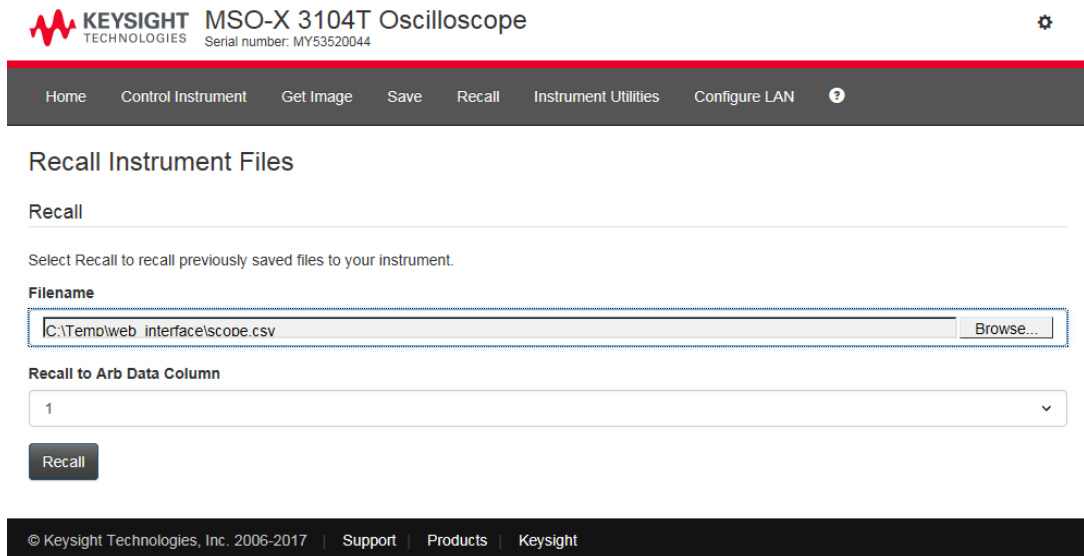 KEYSIGHT TECHNOLOGIES
MSO-X 3104T Oscilloscope
Serial number: MY53520044
Home Control Instrument Get Image Save Recall Instrument Utilities Configure LAN ?
Recall Instrument Files
Recall
Select Recall to recall previously saved files to your instrument.
Filename
C:\Temp\web_interface\scope.csv Browse...
Recall to Arb Data Column
1
Recall
© Keysight Technologies, Inc. 2006-2017 | Support | Products | Keysight